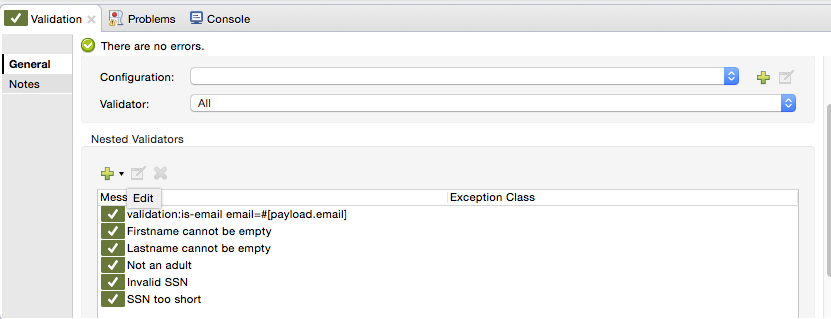 Validation Problems Console
There are no errors.
General
Notes
Configuration:
Validator: All
Nested Validators
Mess Exception Class
Edit
validation:is-email email=#[payload.email]
Firstname cannot be empty
Lastname cannot be empty
Not an adult
Invalid SSN
SSN too short